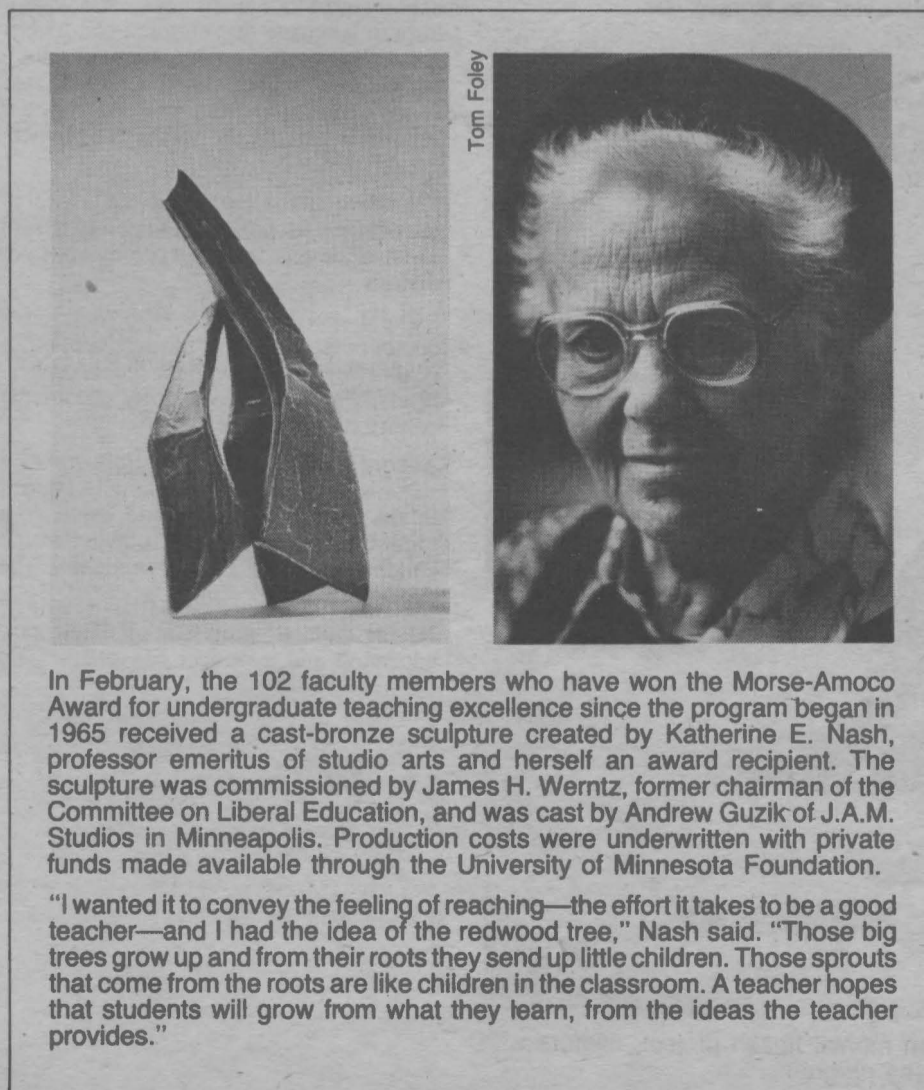 Tom Foley
In February, the 102 faculty members who have won the Morse-Amoco
Award for undergraduate teaching excellence since the program began in
1965 received a cast-bronze sculpture created by Katherine E. Nash,
professor emeritus of studio arts and herself an award recipient. The
sculpture was commissioned by James H. Werntz, former chairman of the
Committee on Liberal Education, and was cast by Andrew Guzik of J.A.M.
Studios in Minneapolis. Production costs were underwritten with private
funds made available through the University of Minnesota Foundation.
“I wanted it to convey the feeling of reaching—the effort it takes to be a good
teacher—and I had the idea of the redwood tree,” Nash said. “Those big
trees grow up and from their roots they send up little children. Those sprouts
that come from the roots are like children in the classroom. A teacher hopes
that students will grow from what they learn, from the ideas the teacher
provides.”